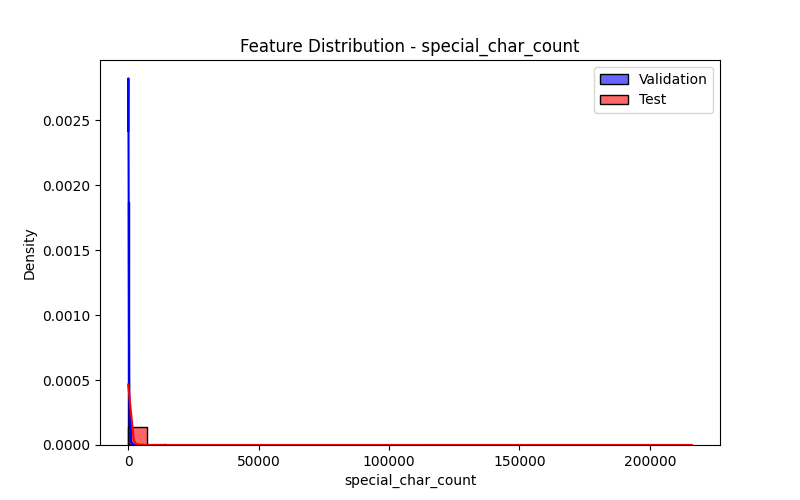 Feature Distribution - special_char_count
Validation
Test
Density
0.0025
0.0020
0.0015
0.0010
0.0005
0.0000
0
50000
100000
150000
200000
special_char_count